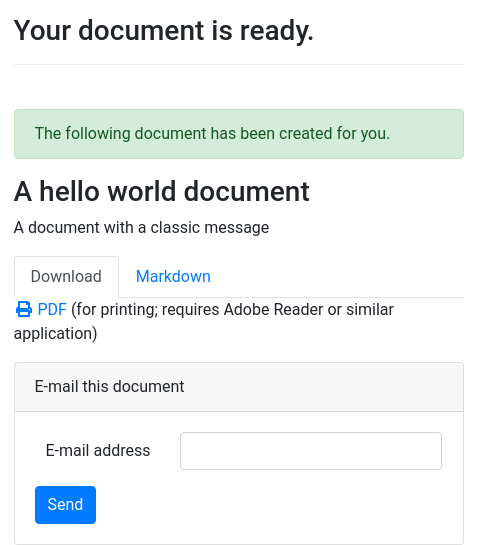 Your document is ready.
The following document has been created for you.
A hello world document
A document with a classic message
Download Markdown
PDF (for printing; requires Adobe Reader or similar
application)
E-mail this document
E-mail address
Send